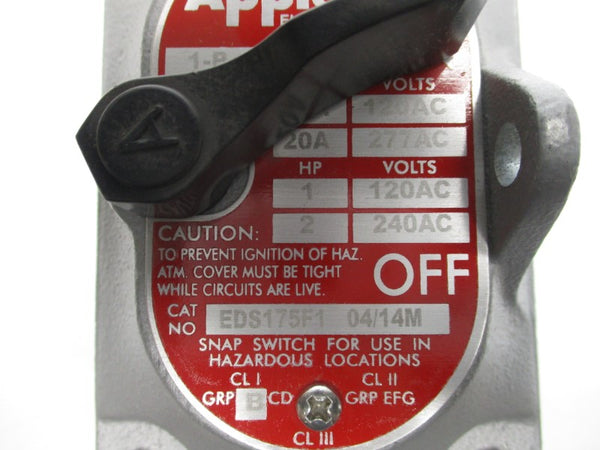 VOLTS
120AC
20A 277AC
HP VOLTS
1 120AC
2 240AC
CAUTION:
TO PREVENT IGNITION OF HAZ.
ATM. COVER MUST BE TIGHT
WHILE CIRCUITS ARE LIVE.
OFF
CAT NO EDS175F1 04/14M
SNAP SWITCH FOR USE IN
HAZARDOUS LOCATIONS
CL I CL II
GRP B CD GRP EFG
CL III